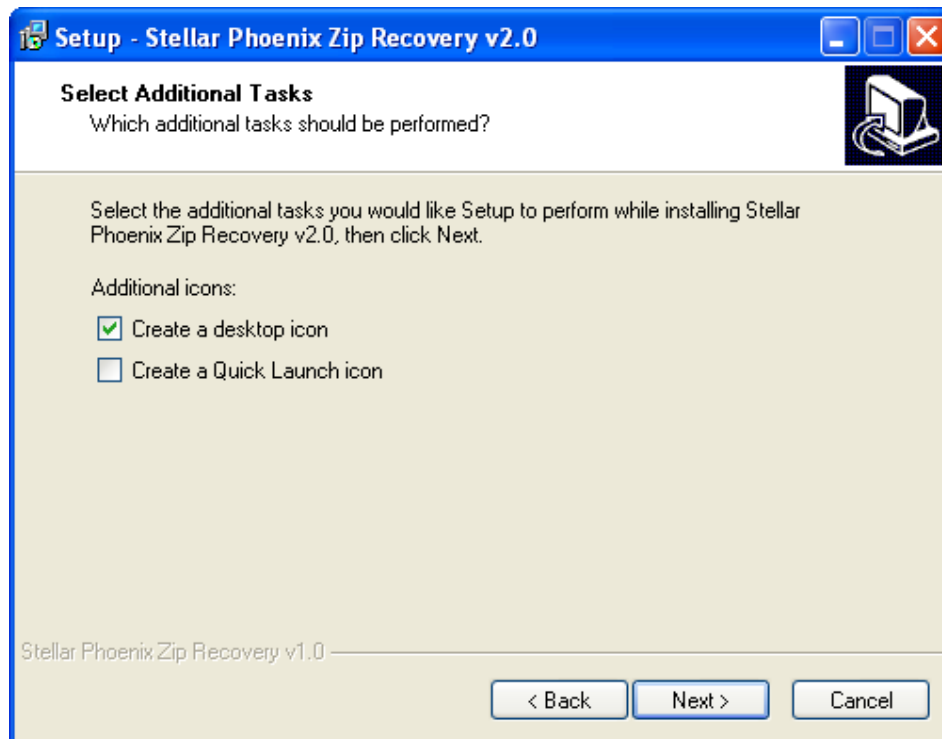 Setup - Stellar Phoenix Zip Recovery v2.0
Select Additional Tasks
Which additional tasks should be performed?
Select the additional tasks you would like Setup to perform while installing Stellar
Phoenix Zip Recovery v2.0, then click Next.
Additional icons:
Create a desktop icon
Create a Quick Launch icon
Stellar Phoenix Zip Recovery v1.0
< Back Next > Cancel